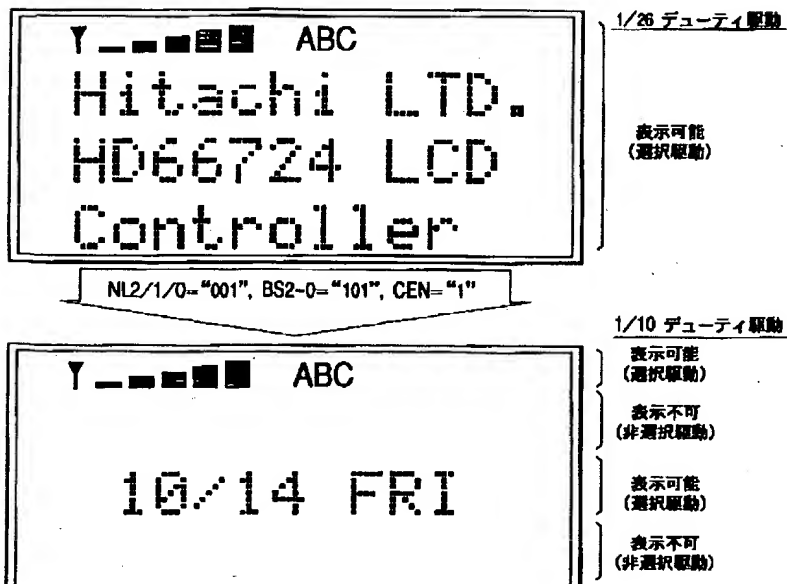 ABC
1/26 デューティ駆動
Hitachi LTD.
HD66724 LCD
Controller
表示可能
(選択駆動)
NL2/1/0="001", BS2-0="101", CEN="1"
1/10 デューティ駆動
ABC
表示可能
(選択駆動)
表示不可
(非選択駆動)
10/14 FRI
表示可能
(選択駆動)
表示不可
(非選択駆動)